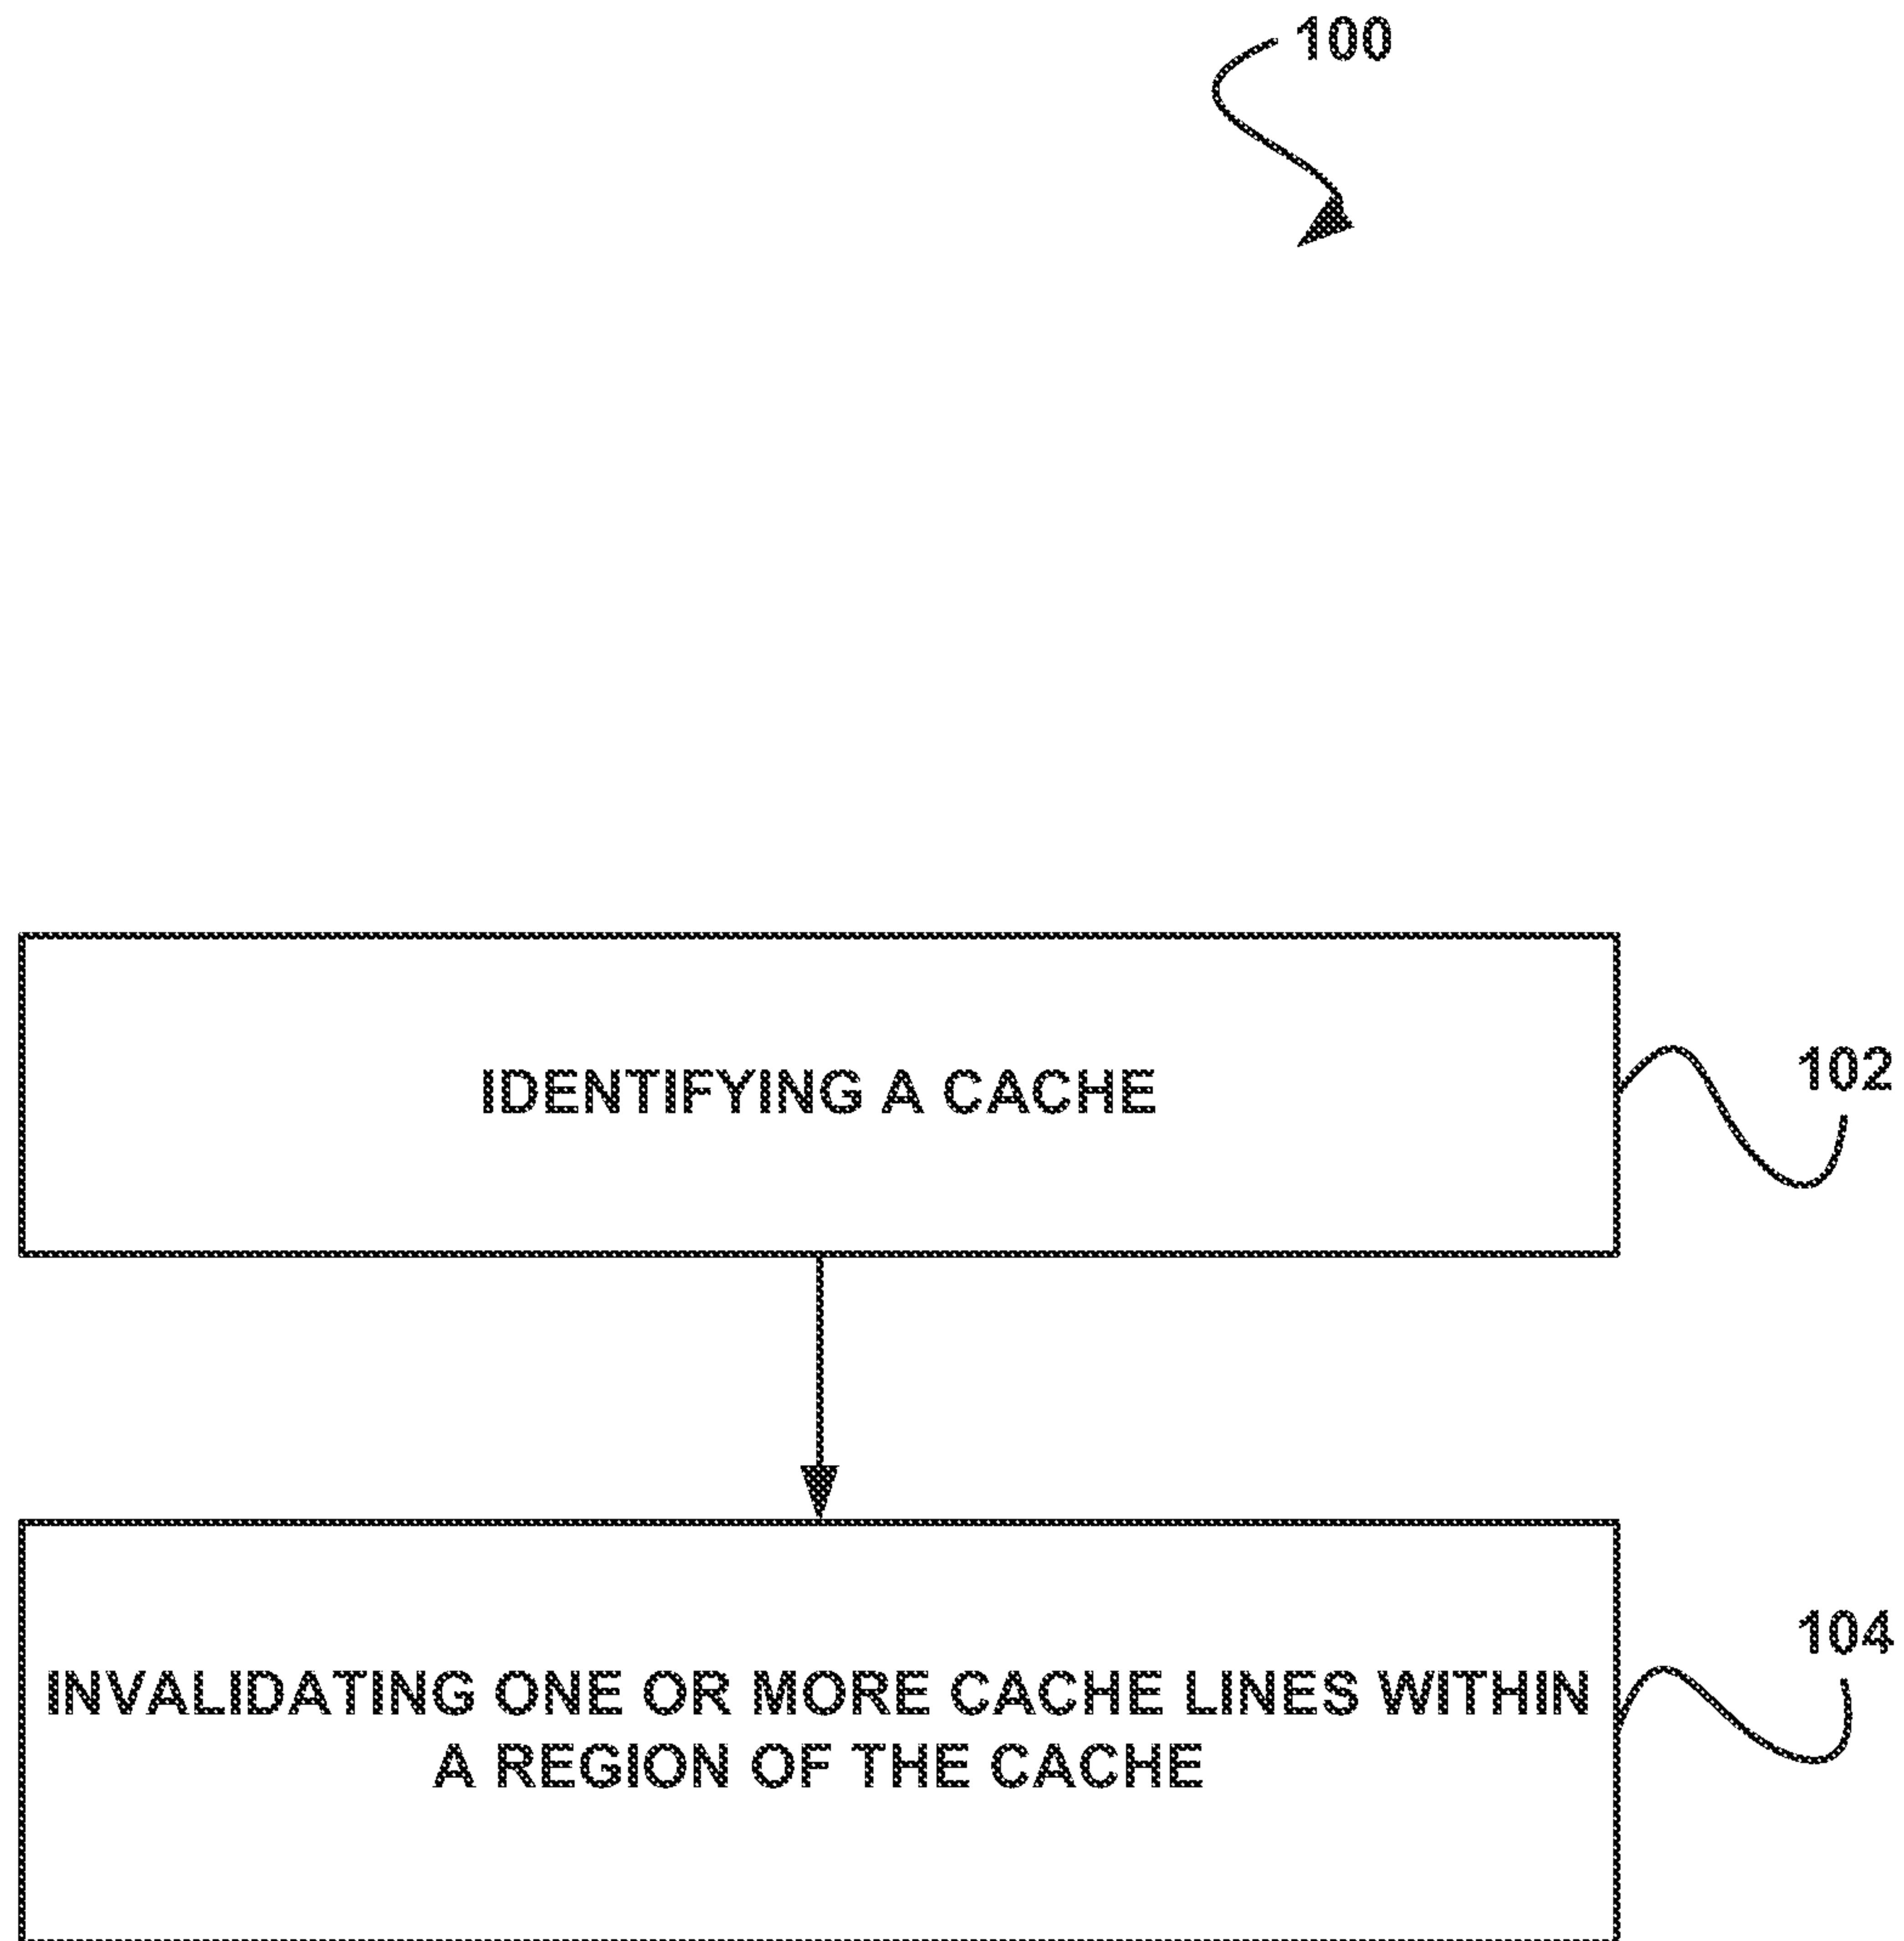 100
IDENTIFYING A CACHE
102
INVALIDATING ONE OR MORE CACHE LINES WITHIN
A REGION OF THE CACHE
104